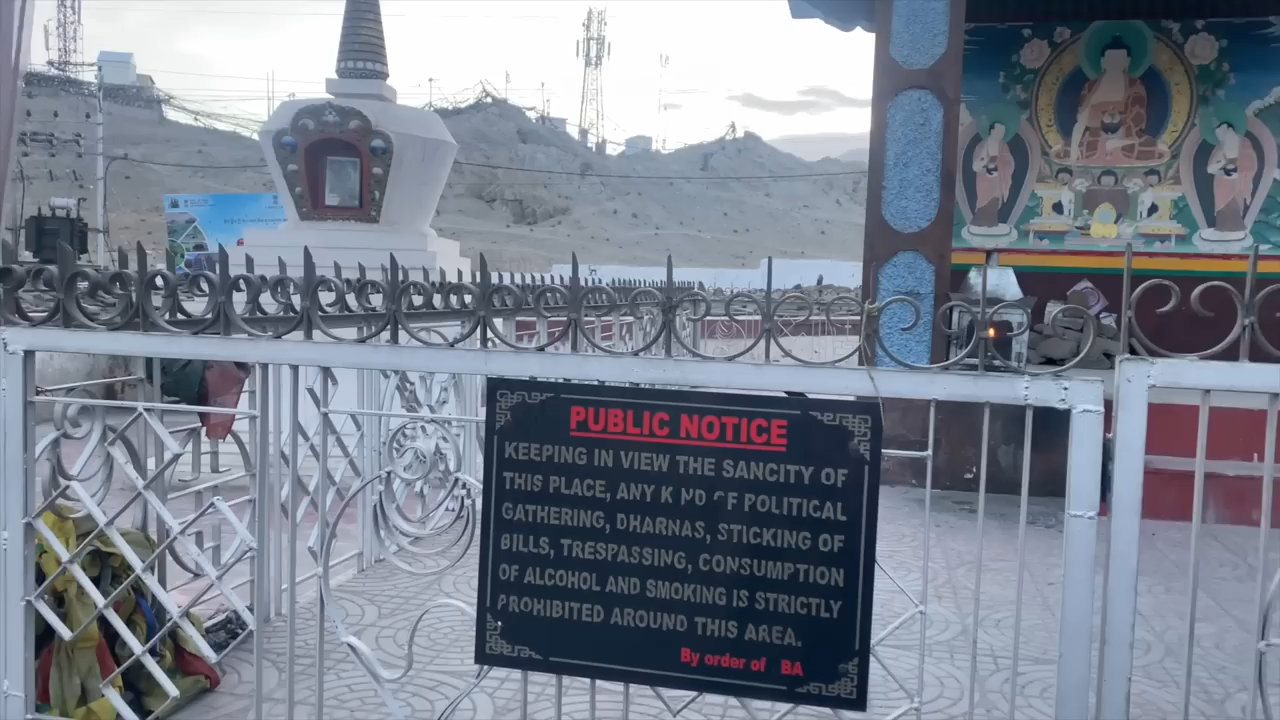 PUBLIC NOTICE
KEEPING IN VIEW THE SANCITY OF
THIS PLACE, ANY K ND OF POLITICAL
GATHERING, DHARNAS, STICKING OF
BILLS, TRESPASSING, CONSUMPTION
OF ALCOHOL AND SMOKING IS STRICTLY
PROHIBITED AROUND THIS AREA.
By order of BA